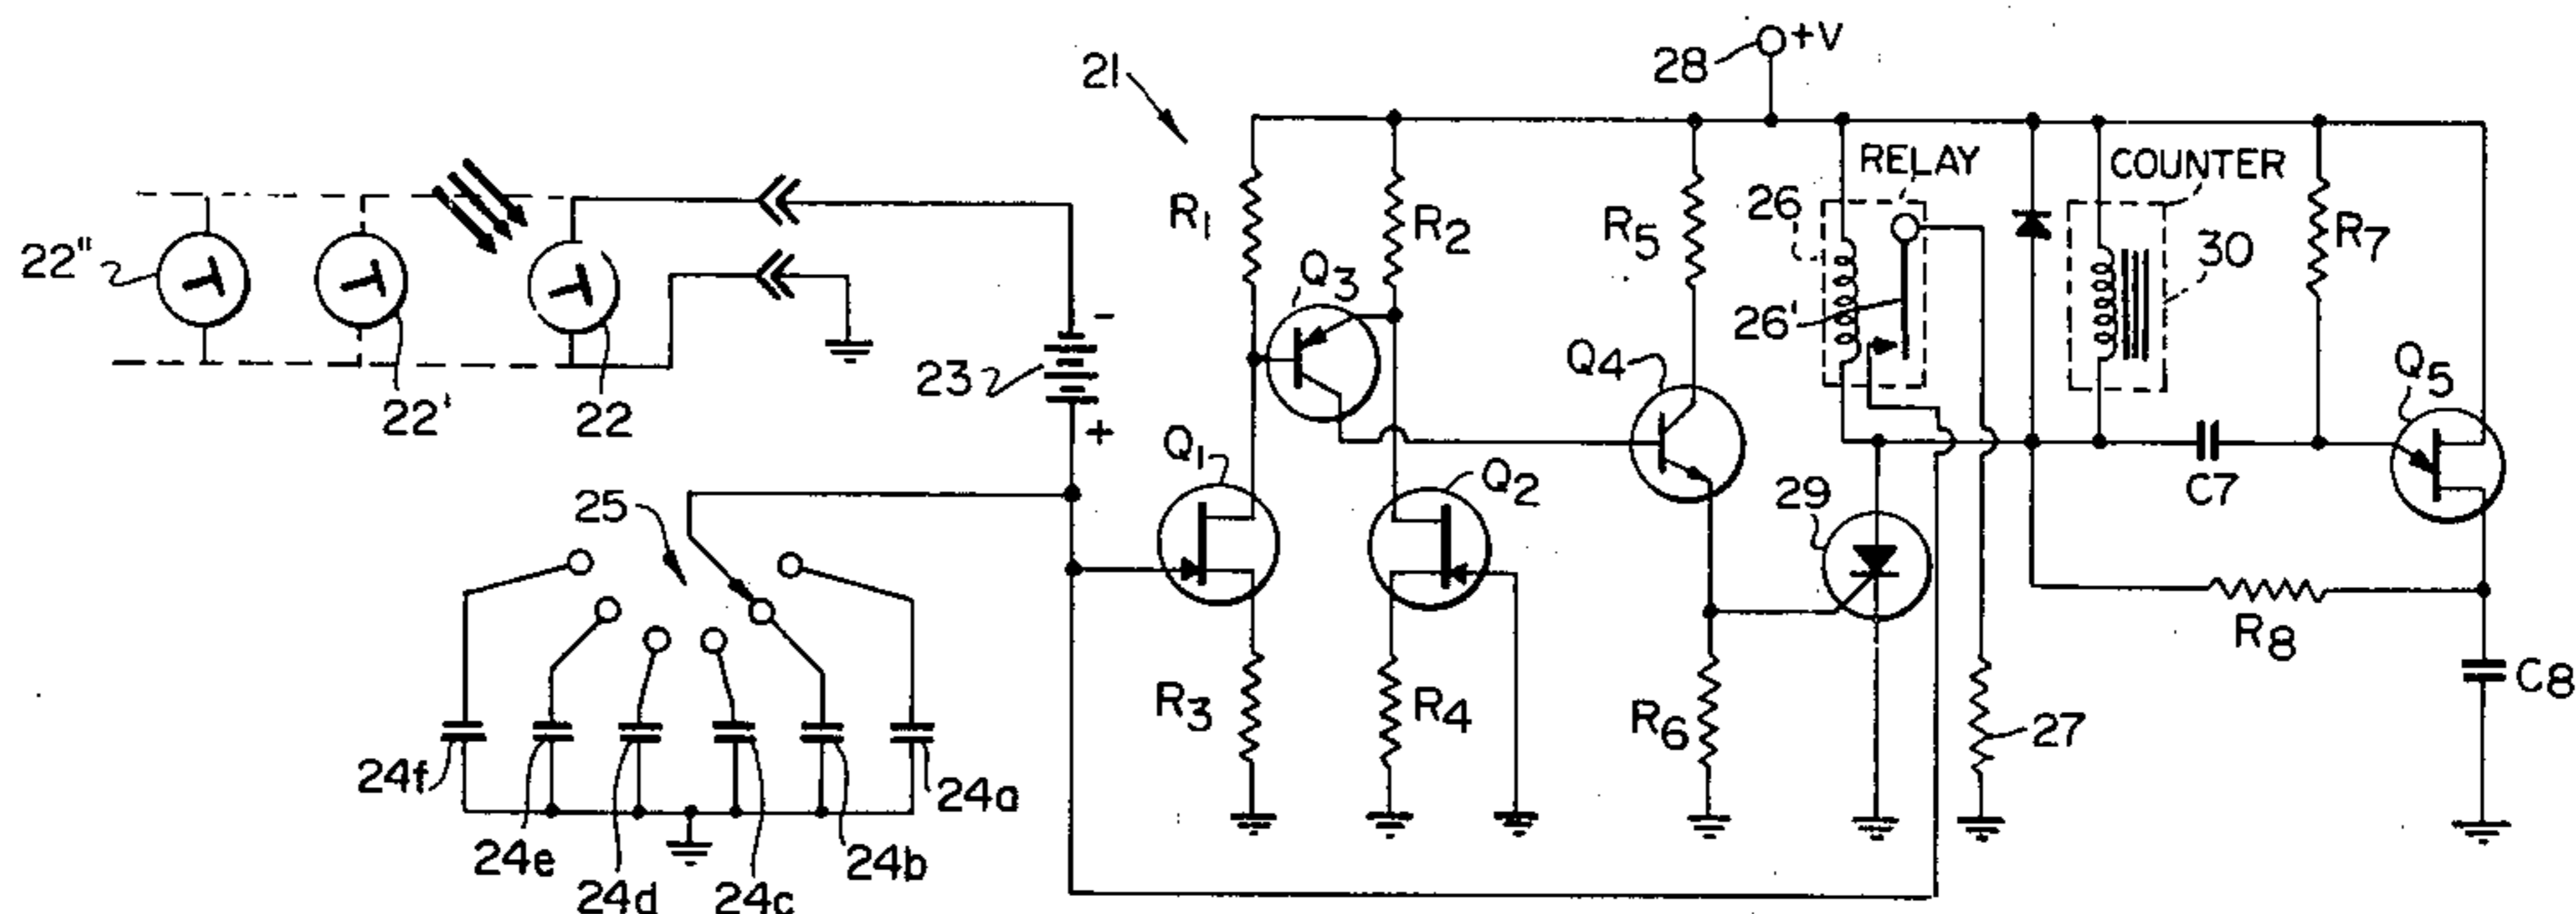 21
28
+V
RELAY
COUNTER
22"
22'
22
23
-
+
R1
R2
Q3
R5
26
26'
30
R7
Q4
Q5
Q1
Q2
25
29
C7
R8
C8
R3
R4
R6
27
24f
24e
24d
24c
24b
24a